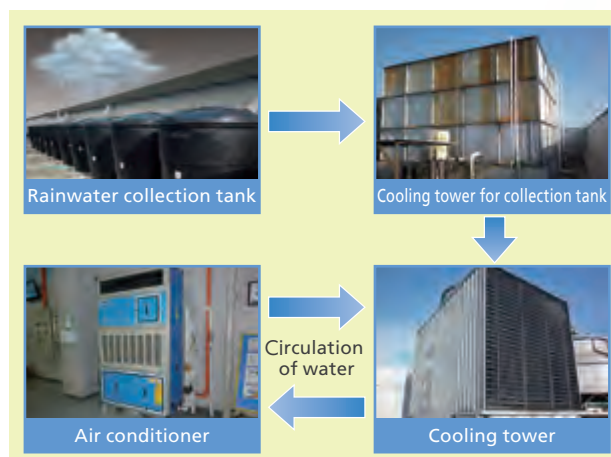 Rainwater collection tank
Cooling tower for collection tank
Circulation
of water
Air conditioner
Cooling tower